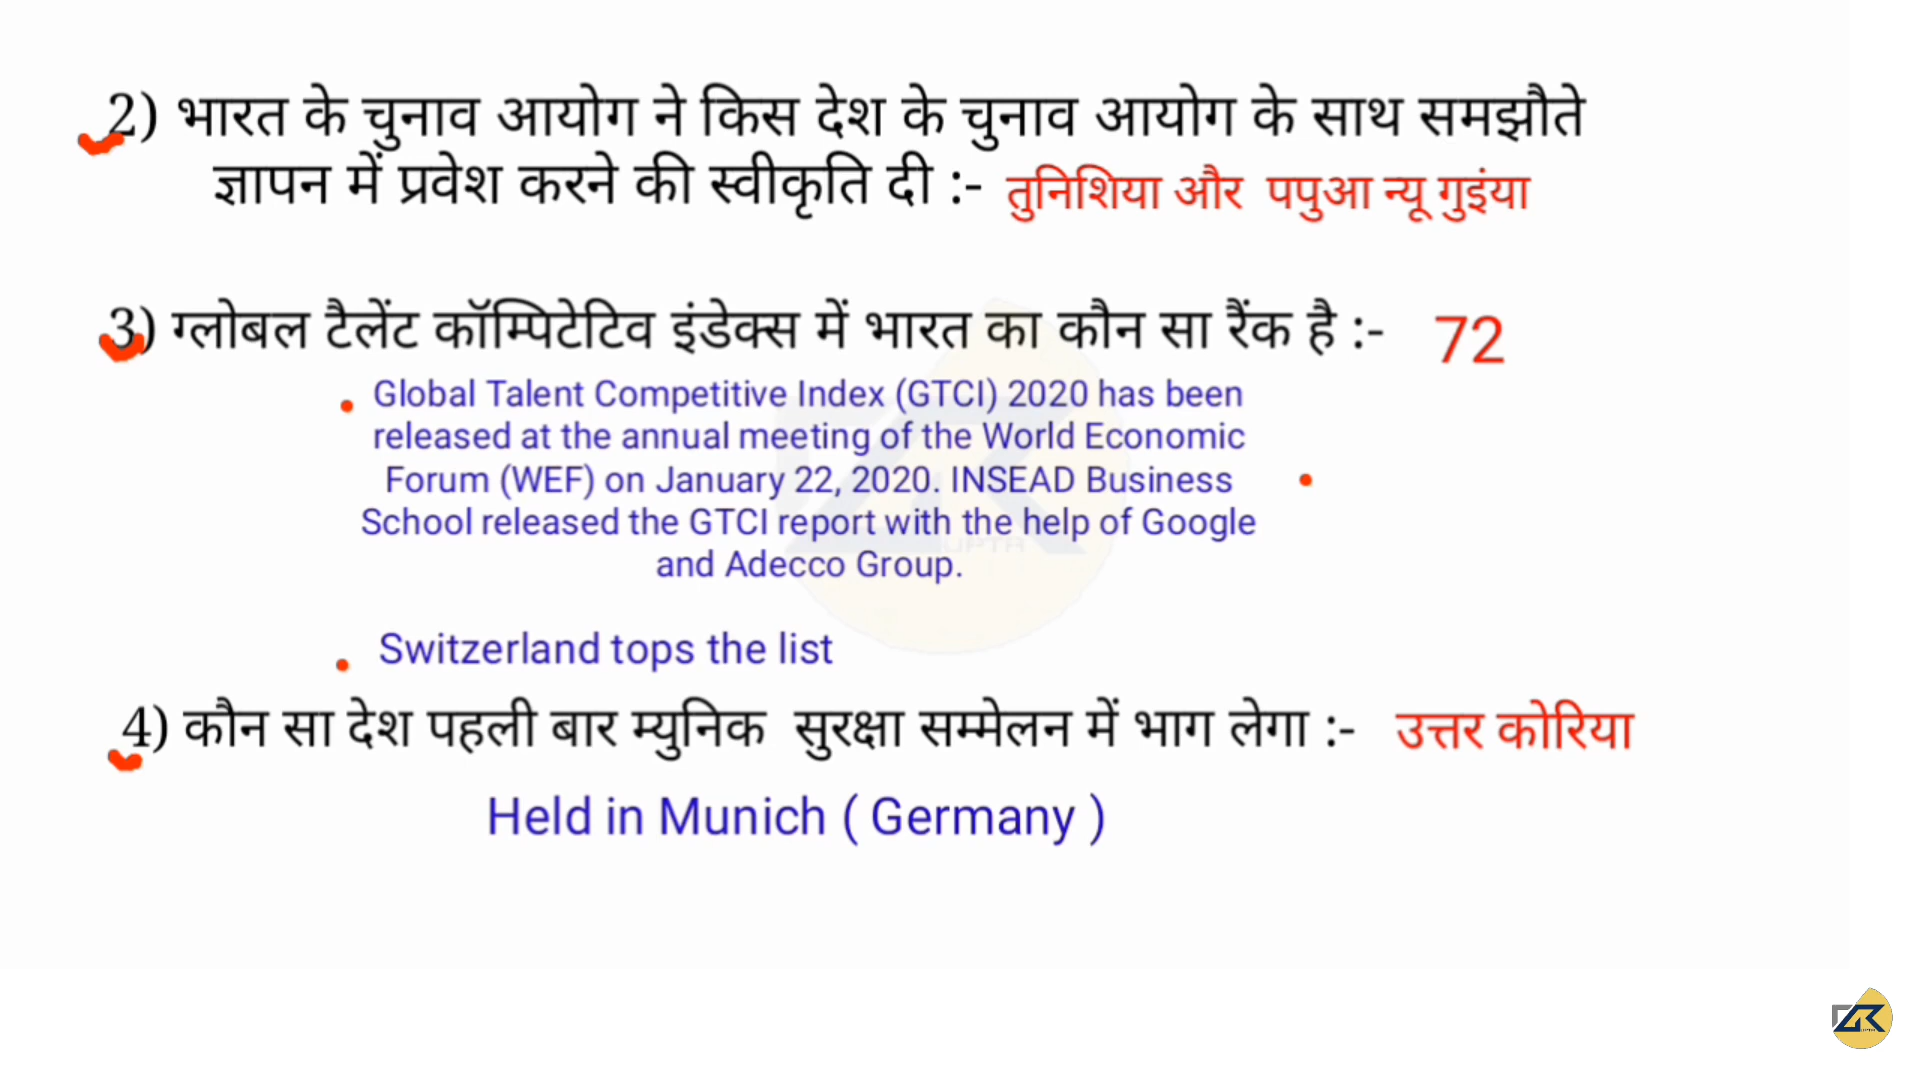 2) भारत के चुनाव आयोग ने किस देश के चुनाव आयोग के साथ समझौते
ज्ञापन में प्रवेश करने की स्वीकृति दी :- तुनिशिया और पपुआ न्यू गुइंया
3) ग्लोबल टैलेंट कॉम्पिटेटिव इंडेक्स में भारत का कौन सा रैंक है :- 72
Global Talent Competitive Index (GTCI) 2020 has been
released at the annual meeting of the World Economic
Forum (WEF) on January 22, 2020. INSEAD Business
School released the GTCI report with the help of Google
and Adecco Group.
Switzerland tops the list
4) कौन सा देश पहली बार म्युनिक सुरक्षा सम्मेलन में भाग लेगा :- उत्तर कोरिया
Held in Munich ( Germany )